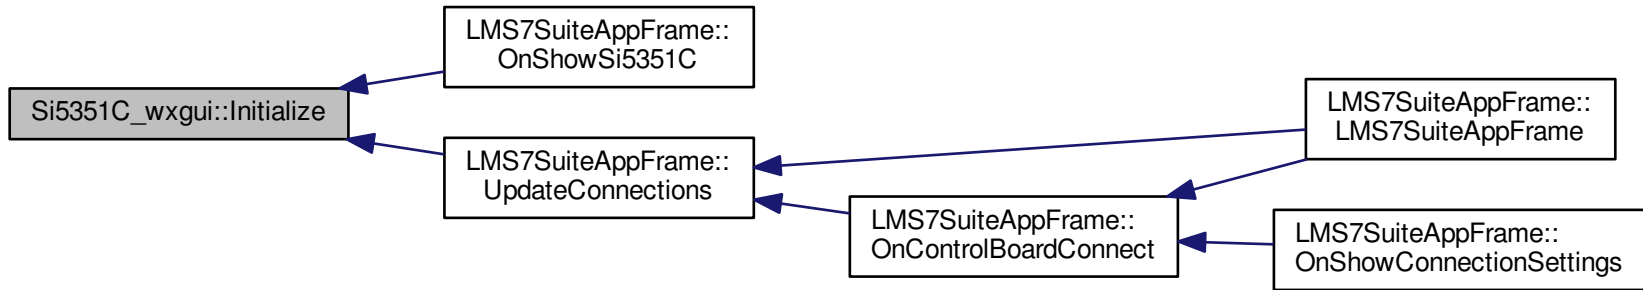 LMS7SuiteAppFrame::
OnShowSi5351C
Si5351C_wxgui::Initialize
LMS7SuiteAppFrame::
UpdateConnections
LMS7SuiteAppFrame::
LMS7SuiteAppFrame
LMS7SuiteAppFrame::
OnControlBoardConnect
LMS7SuiteAppFrame::
OnShowConnectionSettings